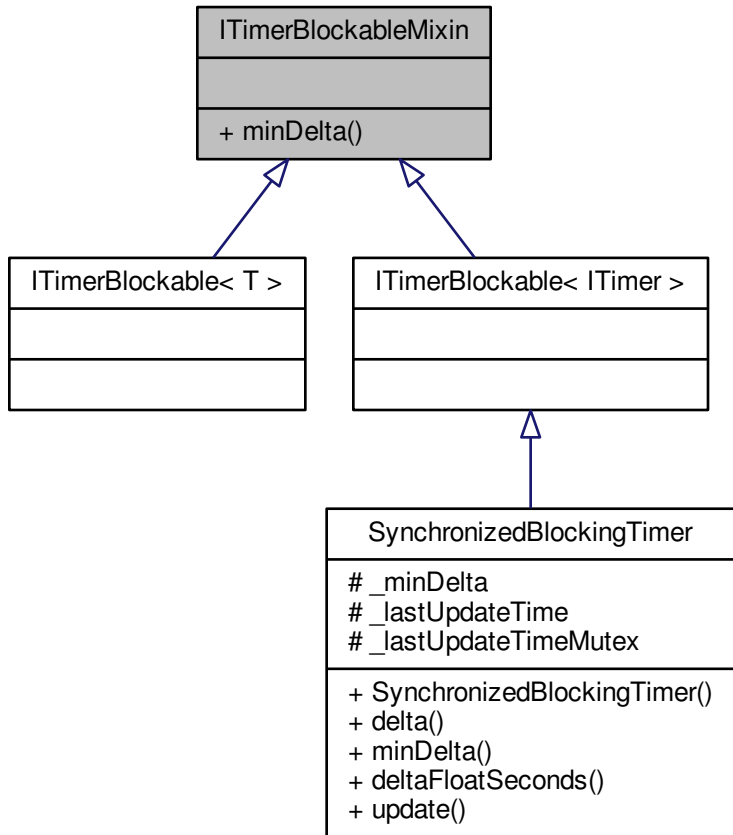 ITimerBlockableMixin
+ minDelta()
ITimerBlockable< T >
ITimerBlockable< ITimer >
SynchronizedBlockingTimer
# _minDelta
# _lastUpdateTime
# _lastUpdateTimeMutex
+ SynchronizedBlockingTimer()
+ delta()
+ minDelta()
+ deltaFloatSeconds()
+ update()